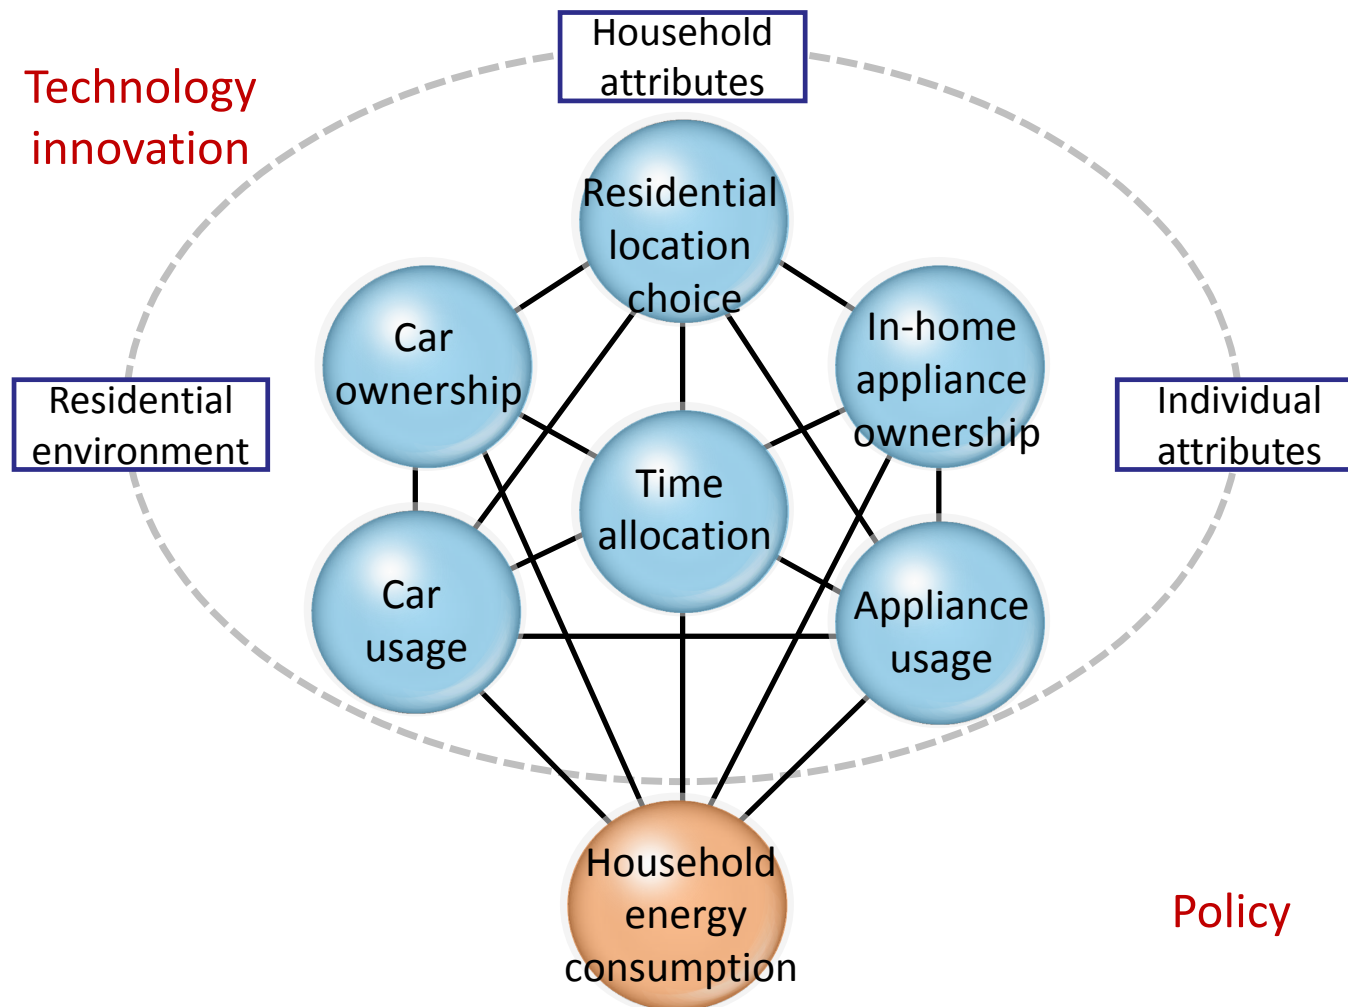 Household
attributes
Technology
innovation
Residential
location
choice
Car
ownership
In-home
appliance
ownership
Residential
environment
Individual
attributes
Time
allocation
Car
usage
Appliance
usage
Household
energy
consumption
Policy